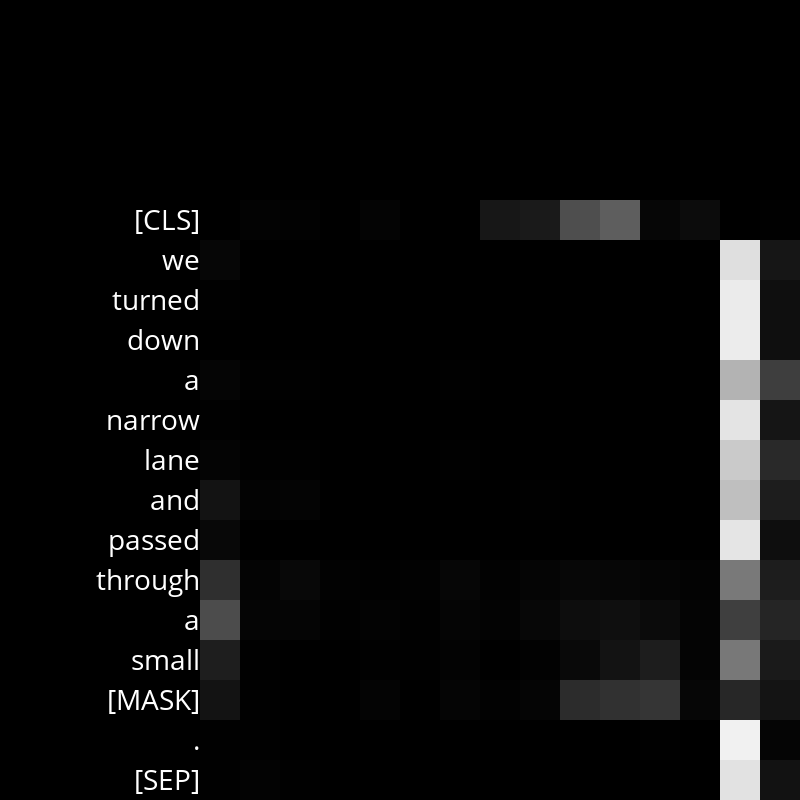 [CLS]
we
turned
down
a
narrow
lane
and
passed
through
a
small
[MASK]
.
[SEP]